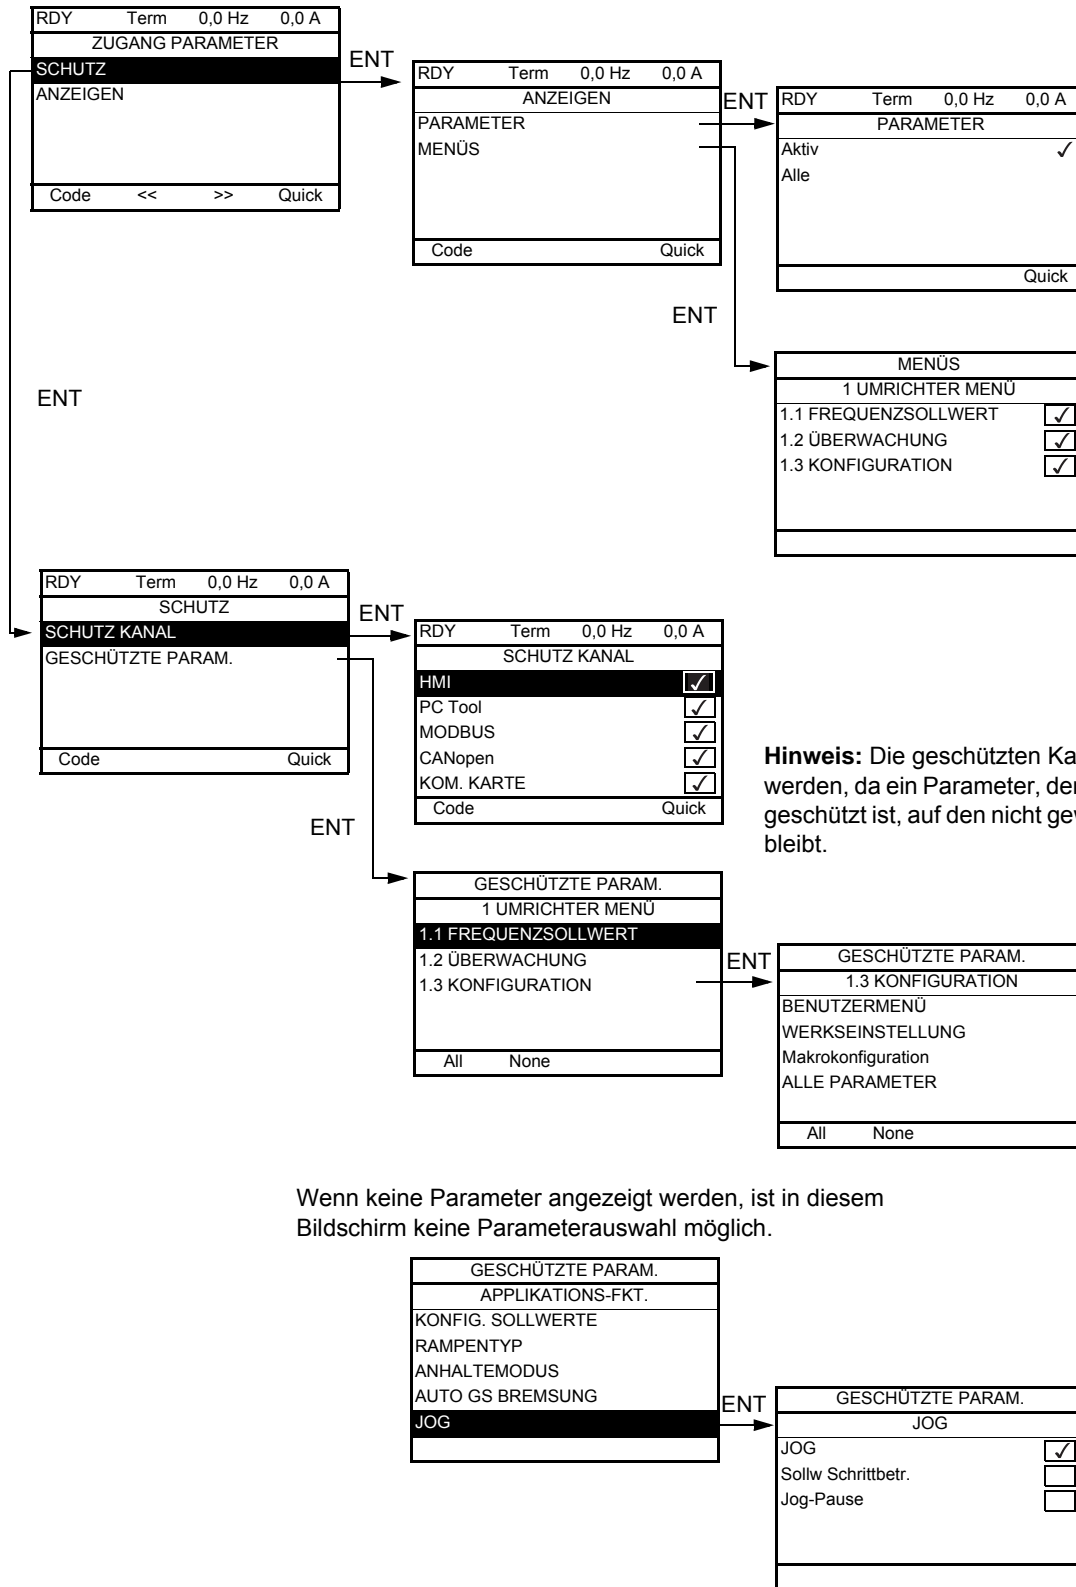 RDY Term 0,0 Hz 0,0 A
ZUGANG PARAMETER
SCHUTZ
ANZEIGEN
Code << >> Quick
ENT
RDY Term 0,0 Hz 0,0 A
ANZEIGEN
PARAMETER
MENÜS
Code Quick
ENT
RDY Term 0,0 Hz 0,0 A
PARAMETER
Aktiv ✓
Alle
Quick
ENT
MENÜS
1 UMRICHTER MENÜ
1.1 FREQUENZSOLLWERT ✓
1.2 ÜBERWACHUNG ✓
1.3 KONFIGURATION ✓
ENT
RDY Term 0,0 Hz 0,0 A
SCHUTZ
SCHUTZ KANAL
GESCHÜTZTE PARAM.
Code Quick
ENT
RDY Term 0,0 Hz 0,0 A
SCHUTZ KANAL
HMI ✓
PC Tool ✓
MODBUS ✓
CANopen ✓
KOM. KARTE ✓
Code Quick
Hinweis: Die geschützten Ka
werden, da ein Parameter, der
geschützt ist, auf den nicht gew
bleibt.
ENT
GESCHÜTZTE PARAM.
1 UMRICHTER MENÜ
1.1 FREQUENZSOLLWERT
1.2 ÜBERWACHUNG
1.3 KONFIGURATION
All None
ENT
GESCHÜTZTE PARAM.
1.3 KONFIGURATION
BENUTZERMENÜ
WERKSEINSTELLUNG
Makrokonfiguration
ALLE PARAMETER
All None
Wenn keine Parameter angezeigt werden, ist in diesem
Bildschirm keine Parameterauswahl möglich.
GESCHÜTZTE PARAM.
APPLIKATIONS-FKT.
KONFIG. SOLLWERTE
RAMPENTYP
ANHALTEMODUS
AUTO GS BREMSUNG
JOG
ENT
GESCHÜTZTE PARAM.
JOG
JOG ✓
Sollw Schrittbetr.
Jog-Pause